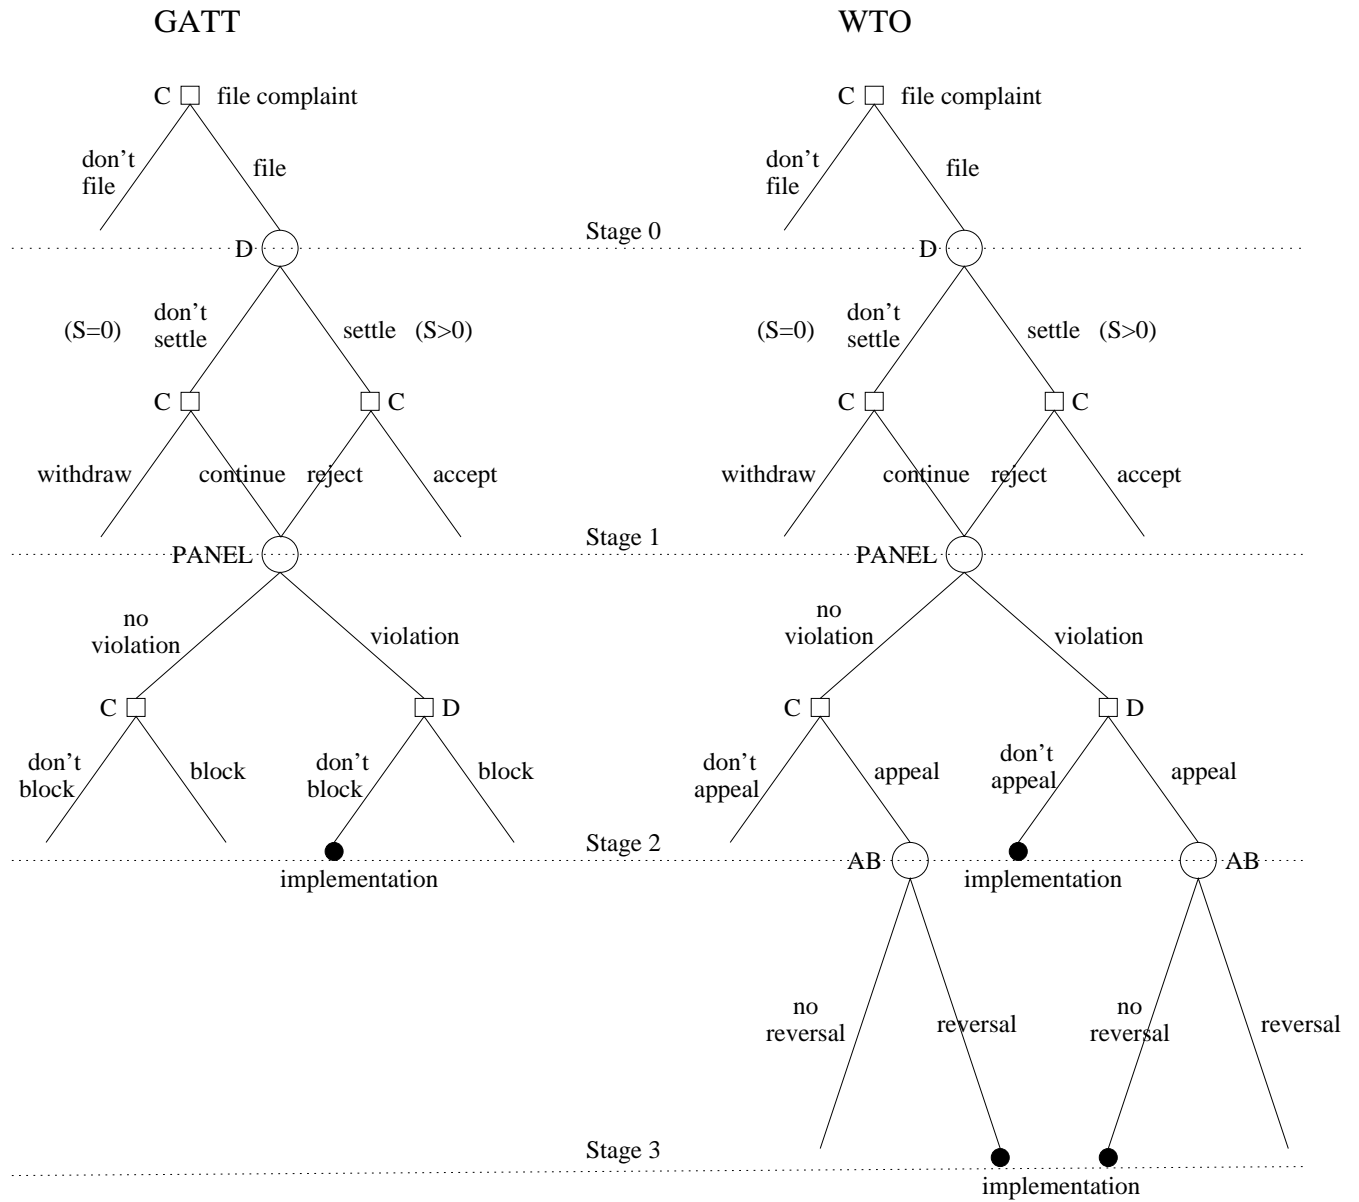 GATT WTO
C file complaint C file complaint
don't don't
file file
file file
Stage 0
D D
(S=0) don't settle (S>0) (S=0) don't settle (S>0)
settle settle
C C C C
withdraw continue reject accept withdraw continue reject accept
Stage 1
PANEL PANEL
no no
violation violation violation violation
C D C D
don't don't don't don't
block block block block appeal appeal appeal appeal
Stage 2
AB AB
implementation implementation
no no
reversal reversal reversal reversal
Stage 3
implementation